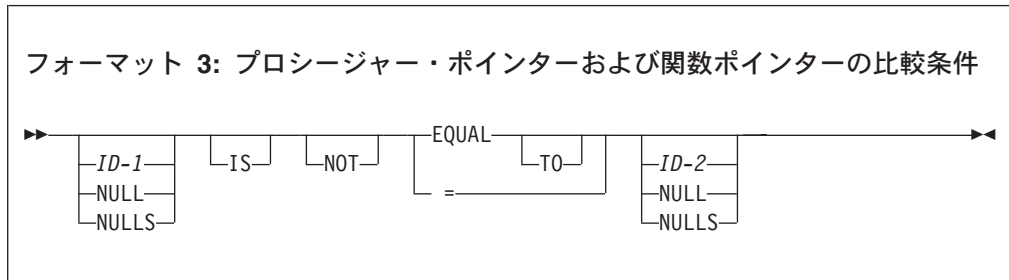 フォーマット 3: プロシージャー・ポインターおよび関数ポインターの比較条件
EQUAL
ID-1 IS NOT TO ID-2
NULL = NULL
NULLS NULLS